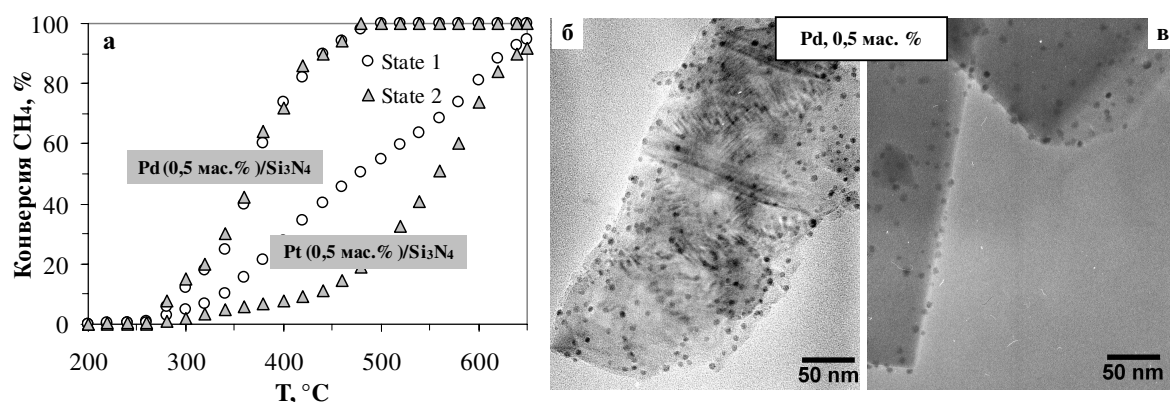 а
Конверсия CH₄, %
100
80
60
40
20
0
State 1
State 2
Pd (0,5 мас.% )/Si₃N₄
Pt (0,5 мас.% )/Si₃N₄
200
300
400
500
600
T, °C
б
Pd, 0,5 мас. %
в
50 nm
50 nm